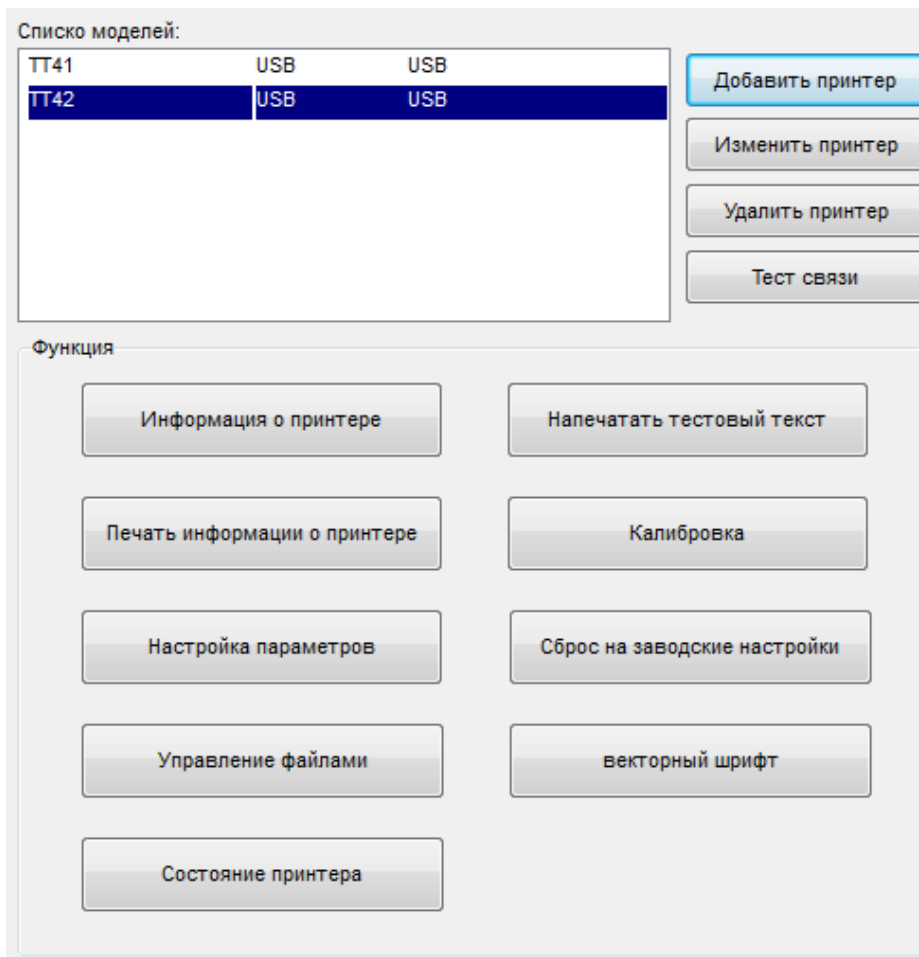 Списко моделей:
TT41 USB USB
TT42 USB USB
Добавить принтер
Изменить принтер
Удалить принтер
Тест связи
Функция
Информация о принтере
Напечатать тестовый текст
Печать информации о принтере
Калибровка
Настройка параметров
Сброс на заводские настройки
Управление файлами
векторный шрифт
Состояние принтера